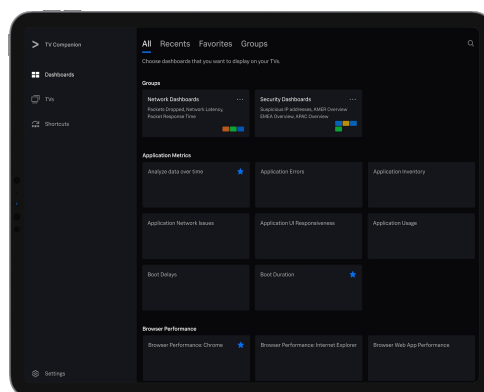 TV Companion
Dashboards
TVs
Shortcuts
Settings
All Recents Favorites Groups
Choose dashboards that you want to display on your TVs.
Groups
Network Dashboards
Packets Dropped, Network Latency,
Packet Response Time
Security Dashboards
Suspicious IP addresses, AMER Overview
EMEA Overview, APAC Overview
Application Metrics
Analyze data over time
Application Errors
Application Inventory
Application Network Issues
Application UI Responsiveness
Application Usage
Boot Delays
Boot Duration
Browser Performance
Browser Performance: Chrome
Browser Performance: Internet Explorer
Browser Web App Performance